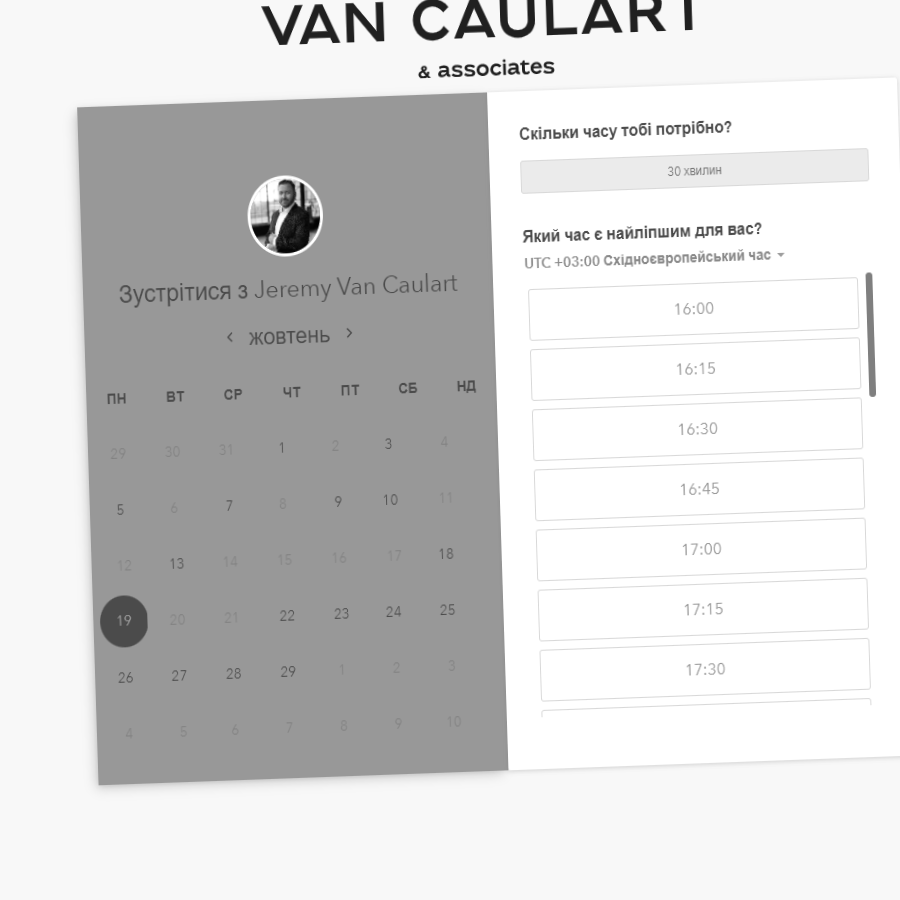 VAN CAULART
& associates
Скільки часу тобі потрібно?
30 хвилин
Який час є найліпшим для вас?
UTC +03:00 Східноєвропейський час
Зустрітися з Jeremy Van Caulart
‹ жовтень ›
ПН ВТ СР ЧТ ПТ СБ НД
29 30 31 1 2 3 4
5 6 7 8 9 10 11
12 13 14 15 16 17 18
19 20 21 22 23 24 25
26 27 28 29 1 2 3
4 5 6 7 8 9 10
16:00
16:15
16:30
16:45
17:00
17:15
17:30